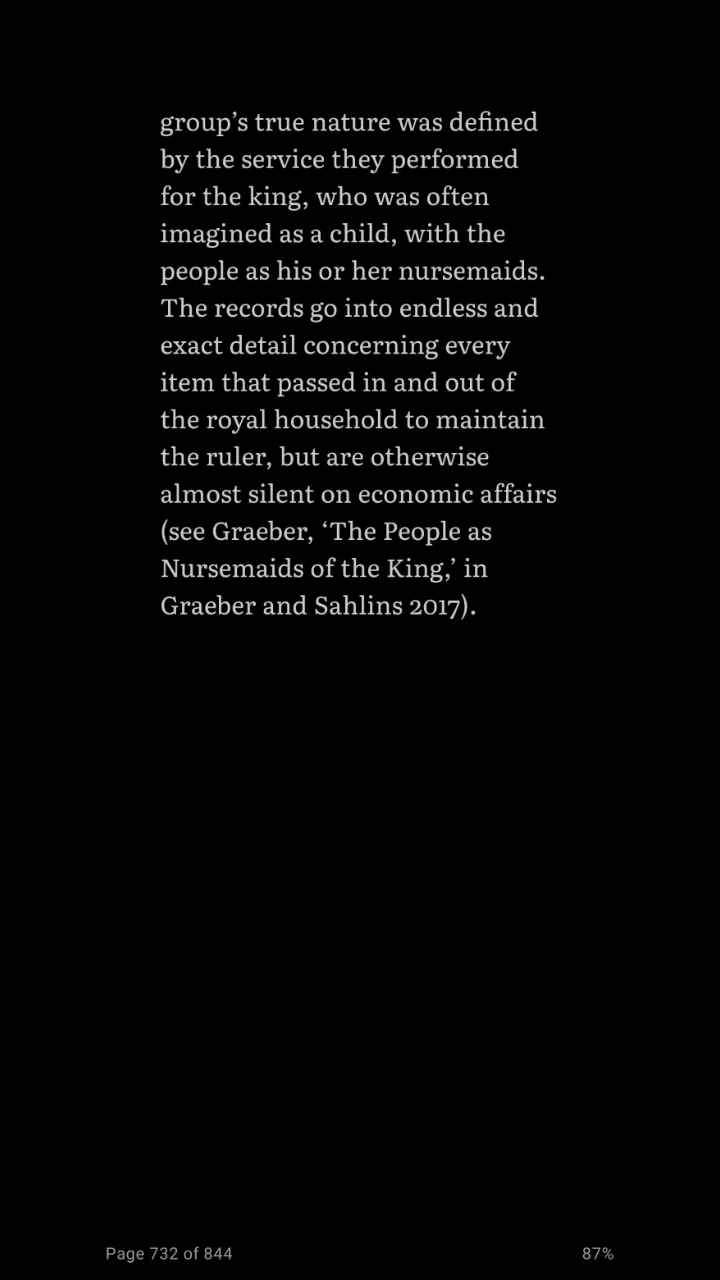 group’s true nature was defined
by the service they performed
for the king, who was often
imagined as a child, with the
people as his or her nursemaids.
The records go into endless and
exact detail concerning every
item that passed in and out of
the royal household to maintain
the ruler, but are otherwise
almost silent on economic affairs
(see Graeber, ‘The People as
Nursemaids of the King,’ in
Graeber and Sahlins 2017).
Page 732 of 844
87%